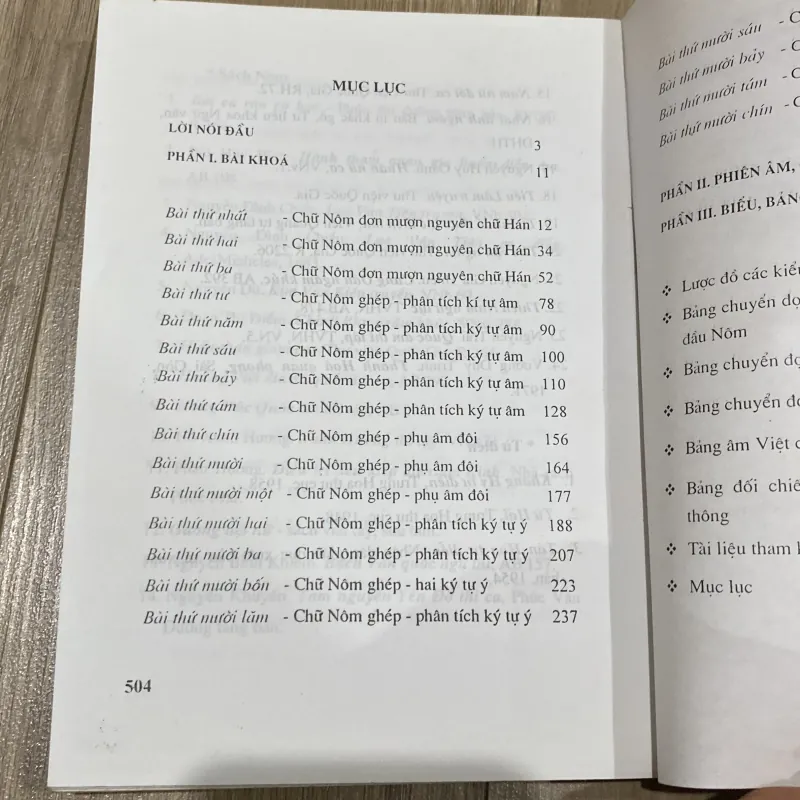 MỤC LỤC
LỜI NÓI ĐẦU 3
PHẦN I. BÀI KHOÁ 11
Bài thứ nhất - Chữ Nôm đơn mượn nguyên chữ Hán 12
Bài thứ hai - Chữ Nôm đơn mượn nguyên chữ Hán 34
Bài thứ ba - Chữ Nôm đơn mượn nguyên chữ Hán 52
Bài thứ tư - Chữ Nôm ghép - phân tích kí tự âm 78
Bài thứ năm - Chữ Nôm ghép - phân tích ký tự âm 90
Bài thứ sáu - Chữ Nôm ghép - phân tích ký tự âm 100
Bài thứ bảy - Chữ Nôm ghép - phân tích ký tự âm 110
Bài thứ tám - Chữ Nôm ghép - phân tích ký tự âm 128
Bài thứ chín - Chữ Nôm ghép - phụ âm đôi 156
Bài thứ mười - Chữ Nôm ghép - phụ âm đôi 164
Bài thứ mười một - Chữ Nôm ghép - phụ âm đôi 177
Bài thứ mười hai - Chữ Nôm ghép - phân tích ký tự ý 188
Bài thứ mười ba - Chữ Nôm ghép - phân tích ký tự ý 207
Bài thứ mười bốn - Chữ Nôm ghép - hai ký tự ý 223
Bài thứ mười lăm - Chữ Nôm ghép - phân tích ký tự ý 237
504
Bài thứ mười sáu - C
Bài thứ mười bảy - C
Bài thứ mười tám - C
Bài thứ mười chín - C
PHẦN II. PHIÊN ÂM,
PHẦN III. BIỂU, BẢNG
❖ Lược đồ các kiểu
❖ Bảng chuyển đọ
đầu Nôm
❖ Bảng chuyển đọ
❖ Bảng chuyển đọ
❖ Bảng âm Việt c
❖ Bảng đối chiế
thông
❖ Tài liệu tham k
❖ Mục lục